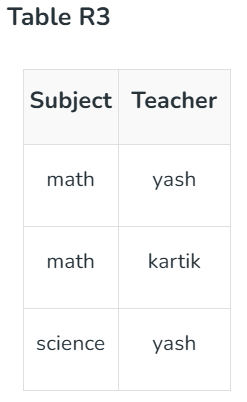 Table R3
Subject Teacher
math yash
math kartik
science yash